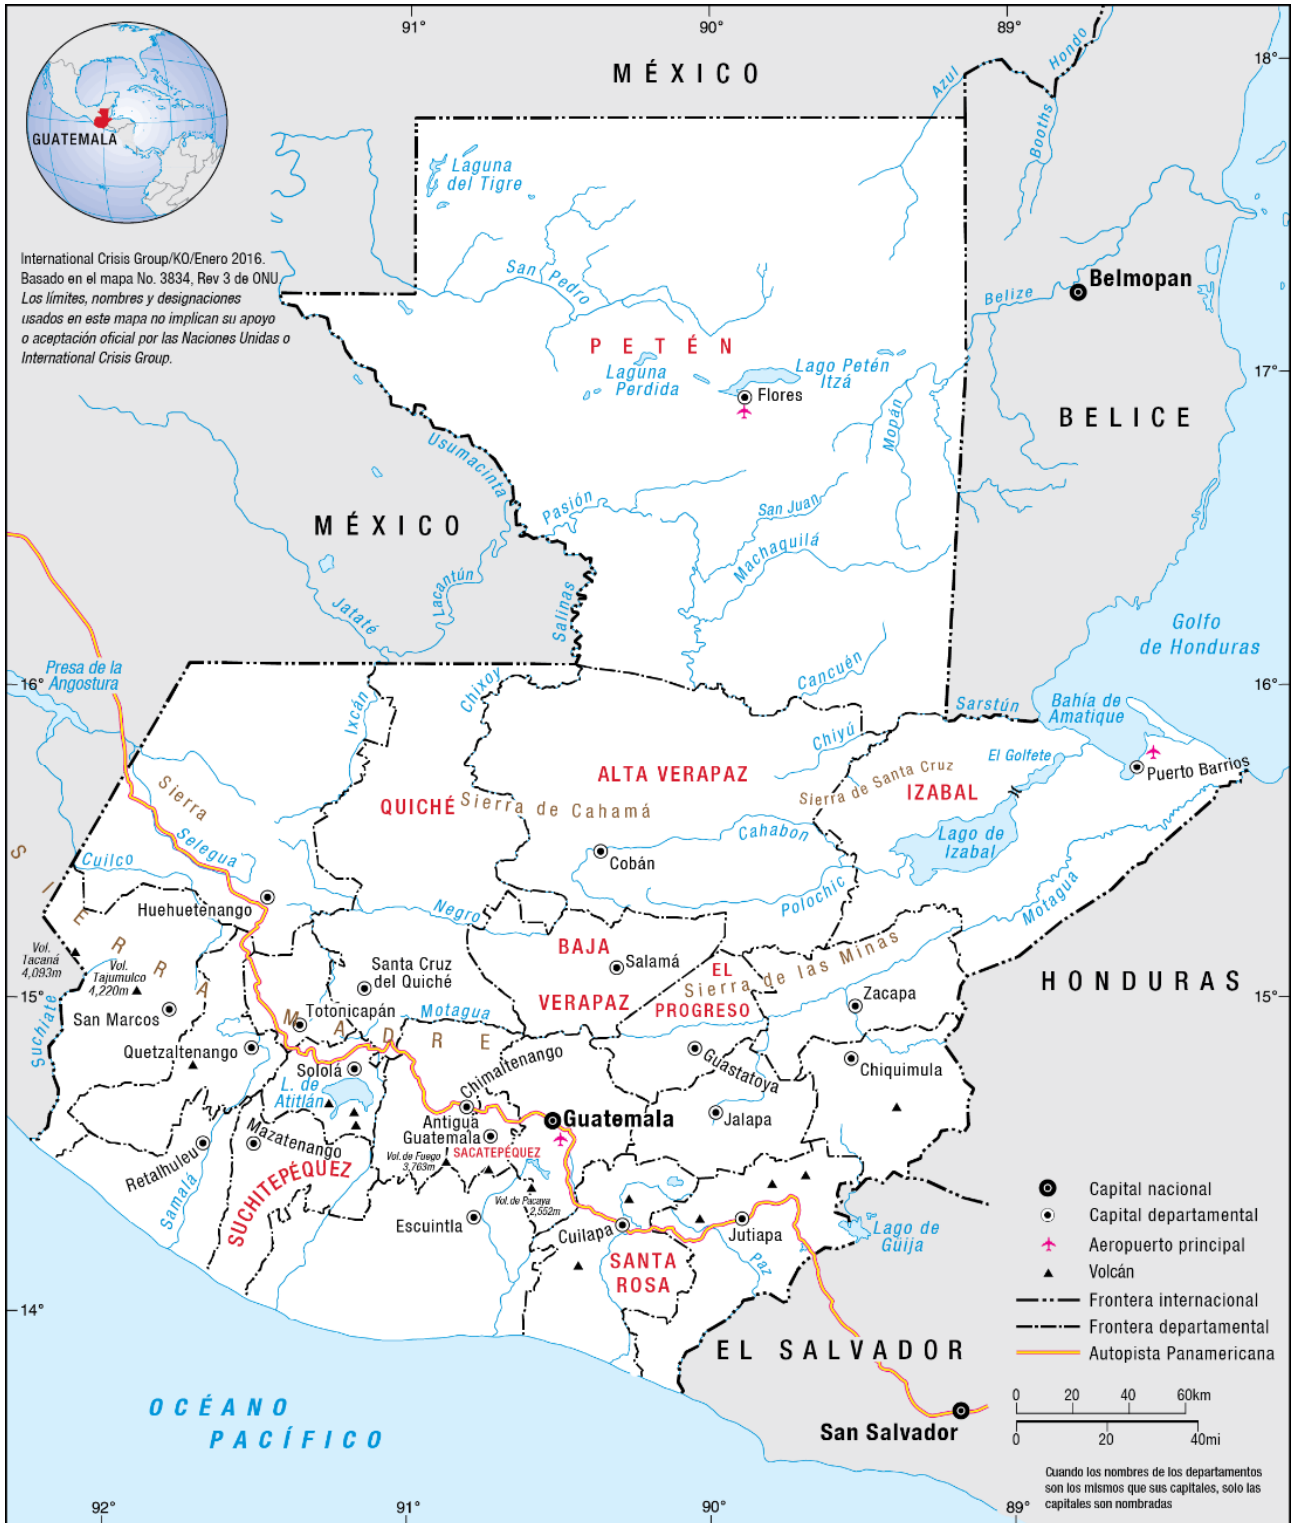 91°
90°
89°
18°
MÉXICO
Azul
Hondo
Booths
GUATEMALA
Laguna
del Tigre
International Crisis Group/KO/Enero 2016.
Basado en el mapa No. 3834, Rev 3 de ONU
Los límites, nombres y designaciones
usados en este mapa no implican su apoyo
o aceptación oficial por las Naciones Unidas o
International Crisis Group.
San Pedro
Belize
Belmopan
PETÉN
Laguna
Perdida
Lago Petén
Itzá
Flores
17°
Mopán
BELICE
Usumacinta
MÉXICO
Pasión
San Juan
Machaquilá
Lacantún
Jataté
Salinas
Golfo
de Honduras
Presa de la
Angostura
16°
Ixcán
Chixoy
Cancuén
Sarstún
Bahía de
Amatique
16°
Chiyú
El Golfete
Puerto Barrios
ALTA VERAPAZ
Sierra de Santa Cruz
IZABAL
Sierra
QUICHÉ
Sierra de Cahamá
Cahabon
Lago de
Izabal
Selegua
Cuilco
Cobán
Polochic
Motagua
SIERRA MADRE
Huehuetenango
Negro
BAJA
VERAPAZ
Salamá
EL
PROGRESO
Sierra de las Minas
Vol.
Tacaná
4,093m
Vol.
Tajumulco
4,220m
Santa Cruz
del Quiché
HONDURAS
15°
15°
Zacapa
San Marcos
Totonicapán
Motagua
Suchiate
Quetzaltenango
Sololá
Chimaltenango
Guastatoya
Chiquimula
L. de
Atitlán
Antigua
Guatemala
Guatemala
Jalapa
Mazatenango
Retalhuleu
SUCHITEPÉQUEZ
Vol. de Fuego
3,763m
SACATEPÉQUEZ
Samalá
Vol. de Pacaya
2,552m
Escuintla
Cuilapa
Jutiapa
Lago de
Güija
SANTA
ROSA
Paz
14°
EL SALVADOR
San Salvador
OCÉANO
PACÍFICO
Capital nacional
Capital departamental
Aeropuerto principal
Volcán
Frontera internacional
Frontera departamental
Autopista Panamericana
0 20 40 60km
0 20 40mi
Cuando los nombres de los departamentos
son los mismos que sus capitales, solo las
capitales son nombradas
92°
91°
90°
89°